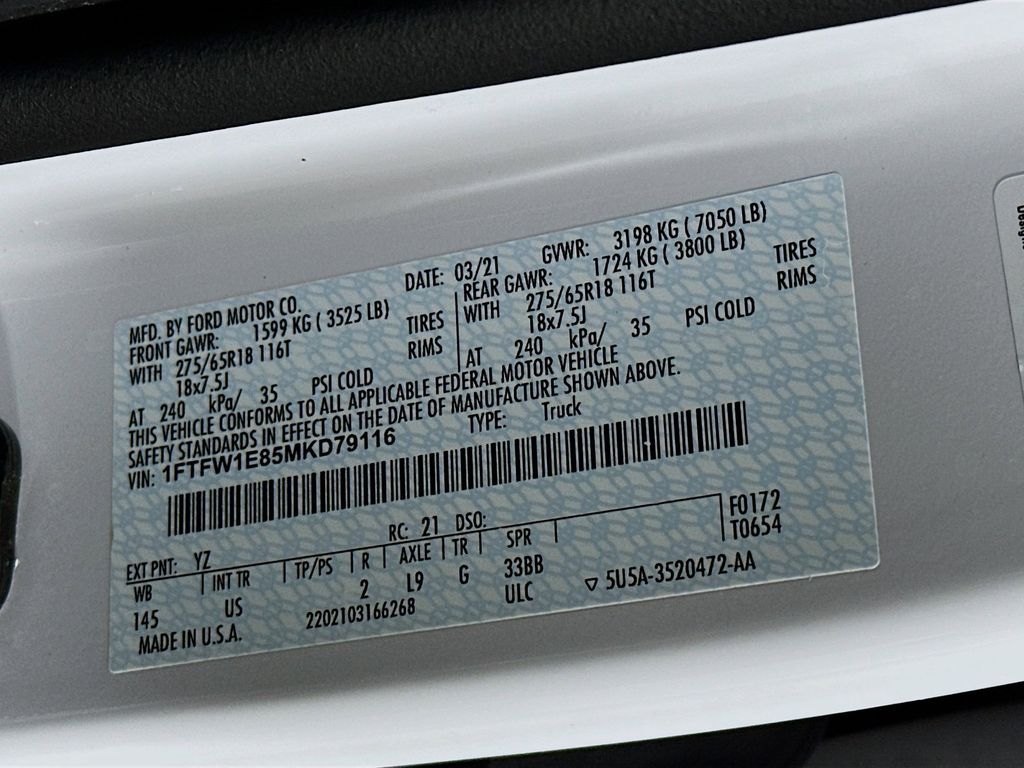 MFD. BY FORD MOTOR CO.
DATE: 03/21
GVWR: 3198 KG ( 7050 LB)
FRONT GAWR: 1599 KG ( 3525 LB)
WITH 275/65R18 116T TIRES
18x7.5J RIMS
AT 240 kPa/ 35 PSI COLD
REAR GAWR: 1724 KG ( 3800 LB)
WITH 275/65R18 116T TIRES
18x7.5J RIMS
AT 240 kPa/ 35 PSI COLD
THIS VEHICLE CONFORMS TO ALL APPLICABLE FEDERAL MOTOR VEHICLE
SAFETY STANDARDS IN EFFECT ON THE DATE OF MANUFACTURE SHOWN ABOVE.
VIN: 1FTFW1E85MKD79116 TYPE: Truck
F0172
T0654
EXT PNT: YZ RC: 21 DSO:
WB INT TR TP/PS R AXLE TR SPR
145 US 2 L9 G 33BB
MADE IN U.S.A. 2202103166268 ULC ▽ 5U5A-3520472-AA